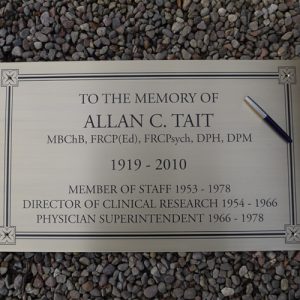 TO THE MEMORY OF
ALLAN C. TAIT
MBChB, FRCP(Ed), FRCPsych, DPH, DPM
1919 - 2010
MEMBER OF STAFF 1953 - 1978
DIRECTOR OF CLINICAL RESEARCH 1954 - 1966
PHYSICIAN SUPERINTENDENT 1966 - 1978